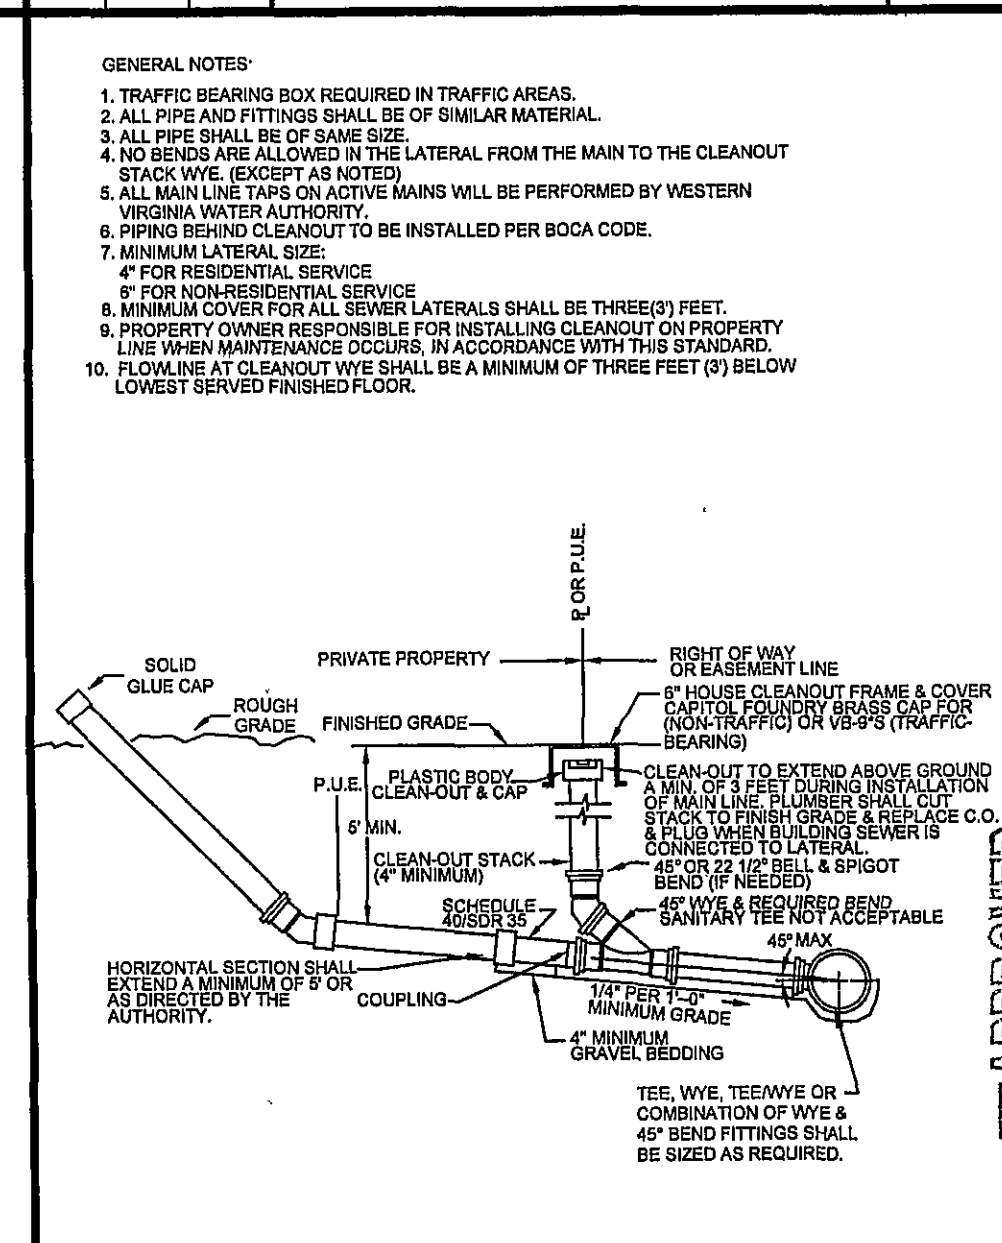 GENERAL NOTES:
1. TRAFFIC BEARING BOX REQUIRED IN TRAFFIC AREAS.
2. ALL PIPE AND FITTINGS SHALL BE OF SIMILAR MATERIAL.
3. ALL PIPE SHALL BE OF SAME SIZE.
4. NO BENDS ARE ALLOWED IN THE LATERAL FROM THE MAIN TO THE CLEANOUT
STACK WYE. (EXCEPT AS NOTED)
5. ALL MAIN LINE TAPS ON ACTIVE MAINS WILL BE PERFORMED BY WESTERN
VIRGINIA WATER AUTHORITY.
6. PIPING BEHIND CLEANOUT TO BE INSTALLED PER BOCA CODE.
7. MINIMUM LATERAL SIZE:
4" FOR RESIDENTIAL SERVICE
6" FOR NON-RESIDENTIAL SERVICE
8. MINIMUM COVER FOR ALL SEWER LATERALS SHALL BE THREE(3') FEET.
9. PROPERTY OWNER RESPONSIBLE FOR INSTALLING CLEANOUT ON PROPERTY
LINE WHEN MAINTENANCE OCCURS, IN ACCORDANCE WITH THIS STANDARD.
10. FLOWLINE AT CLEANOUT WYE SHALL BE A MINIMUM OF THREE FEET (3') BELOW
LOWEST SERVED FINISHED FLOOR.
PL OR P.U.E.
PRIVATE PROPERTY
RIGHT OF WAY
OR EASEMENT LINE
SOLID
GLUE CAP
ROUGH
GRADE
FINISHED GRADE
6" HOUSE CLEANOUT FRAME & COVER
CAPITOL FOUNDRY BRASS CAP FOR
(NON-TRAFFIC) OR VB-9"S (TRAFFIC-
BEARING)
P.U.E.
PLASTIC BODY
CLEAN-OUT & CAP
CLEAN-OUT TO EXTEND ABOVE GROUND
A MIN. OF 3 FEET DURING INSTALLATION
OF MAIN LINE. PLUMBER SHALL CUT
STACK TO FINISH GRADE & REPLACE C.O.
& PLUG WHEN BUILDING SEWER IS
CONNECTED TO LATERAL.
5' MIN.
CLEAN-OUT STACK
(4" MINIMUM)
45° OR 22 1/2° BELL & SPIGOT
BEND (IF NEEDED)
SCHEDULE
40/SDR 35
45° WYE & REQUIRED BEND
SANITARY TEE NOT ACCEPTABLE
45° MAX
HORIZONTAL SECTION SHALL
EXTEND A MINIMUM OF 5' OR
AS DIRECTED BY THE
AUTHORITY.
COUPLING
1/4" PER 1'-0"
MINIMUM GRADE
4" MINIMUM
GRAVEL BEDDING
TEE, WYE, TEE/WYE OR
COMBINATION OF WYE &
45° BEND FITTINGS SHALL
BE SIZED AS REQUIRED.